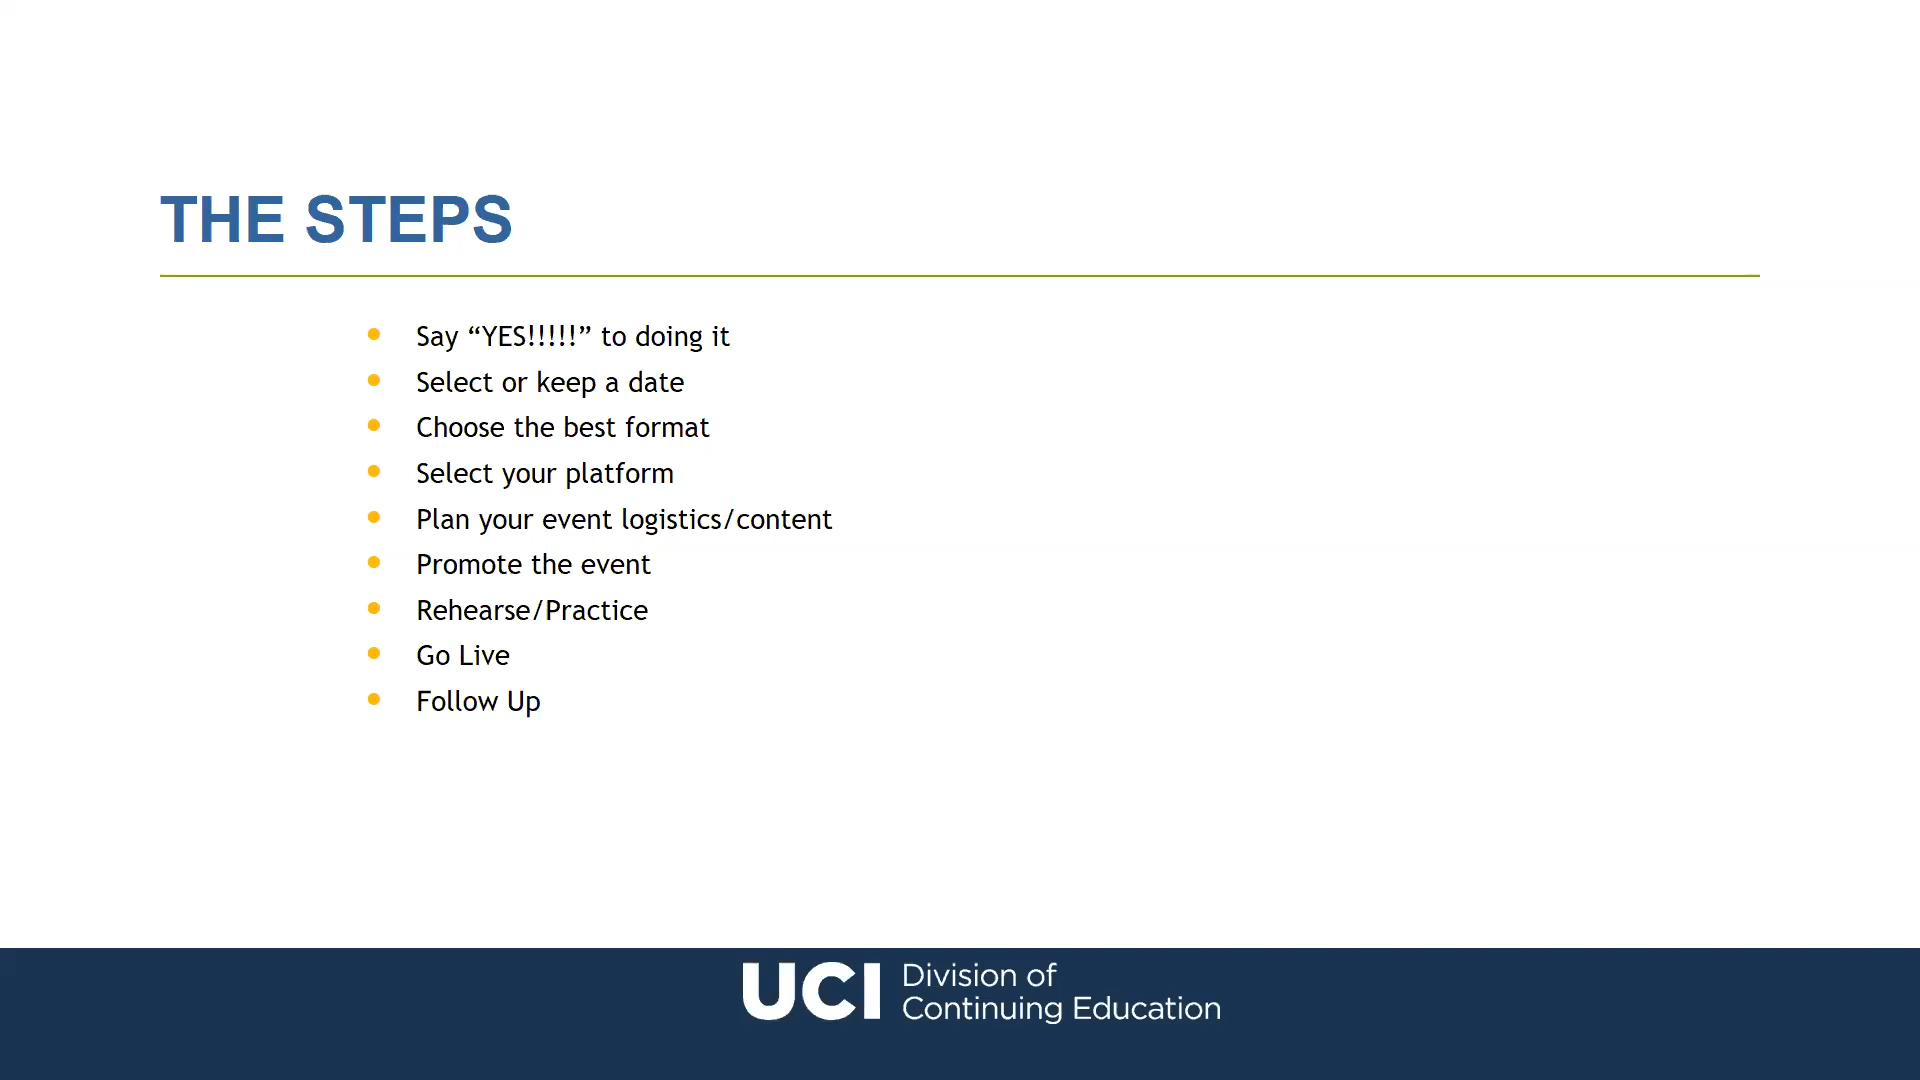 THE STEPS
Say “YES!!!!!” to doing it
Select or keep a date
Choose the best format
Select your platform
Plan your event logistics/content
Promote the event
Rehearse/Practice
Go Live
Follow Up
UCI
Division of
Continuing Education